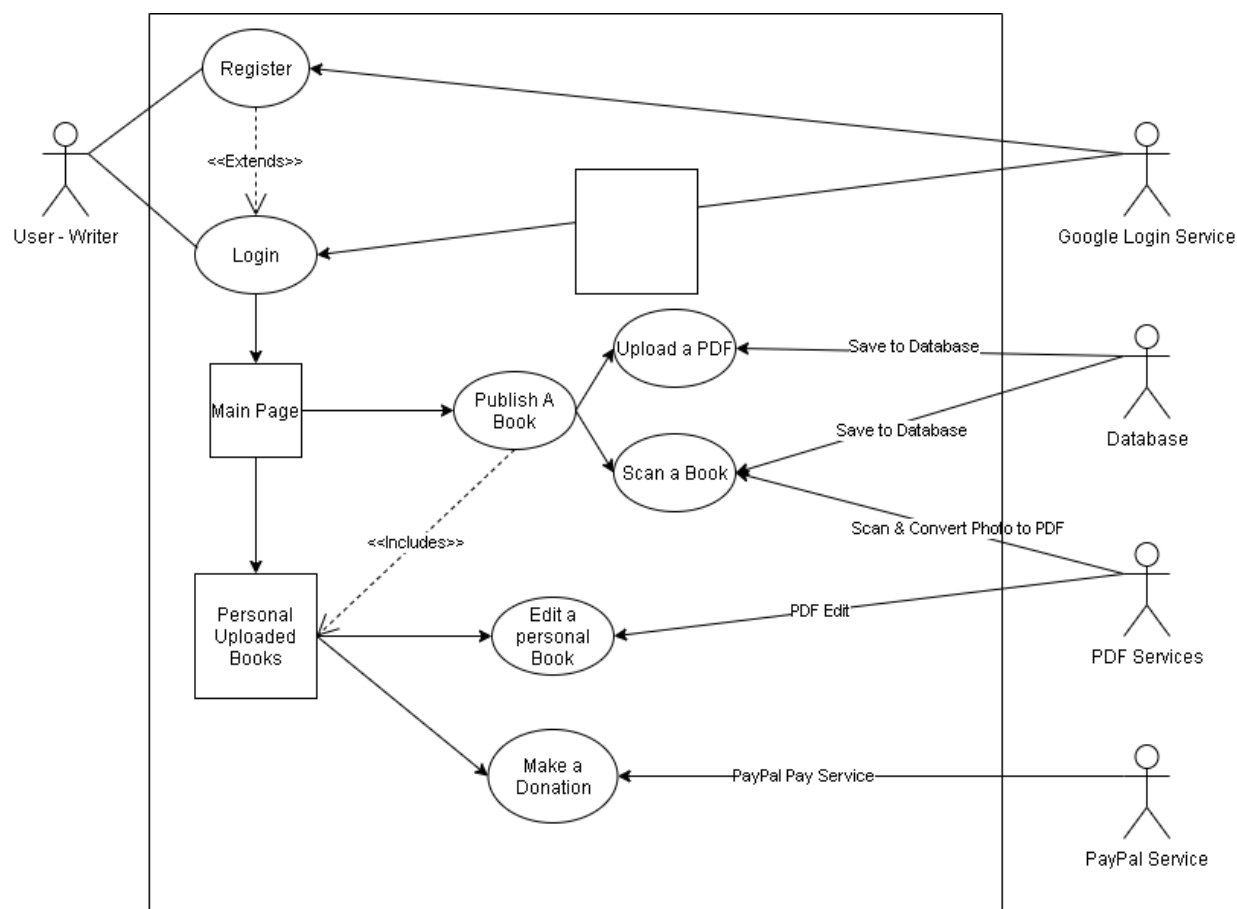 Register
<<Extends>>
User - Writer
Google Login Service
Login
Upload a PDF
Save to Database
Main Page
Publish A
Book
Save to Database
Database
Scan a Book
Scan & Convert Photo to PDF
<<Includes>>
Personal
Uploaded
Books
Edit a
personal
Book
PDF Edit
PDF Services
Make a
Donation
PayPal Pay Service
PayPal Service